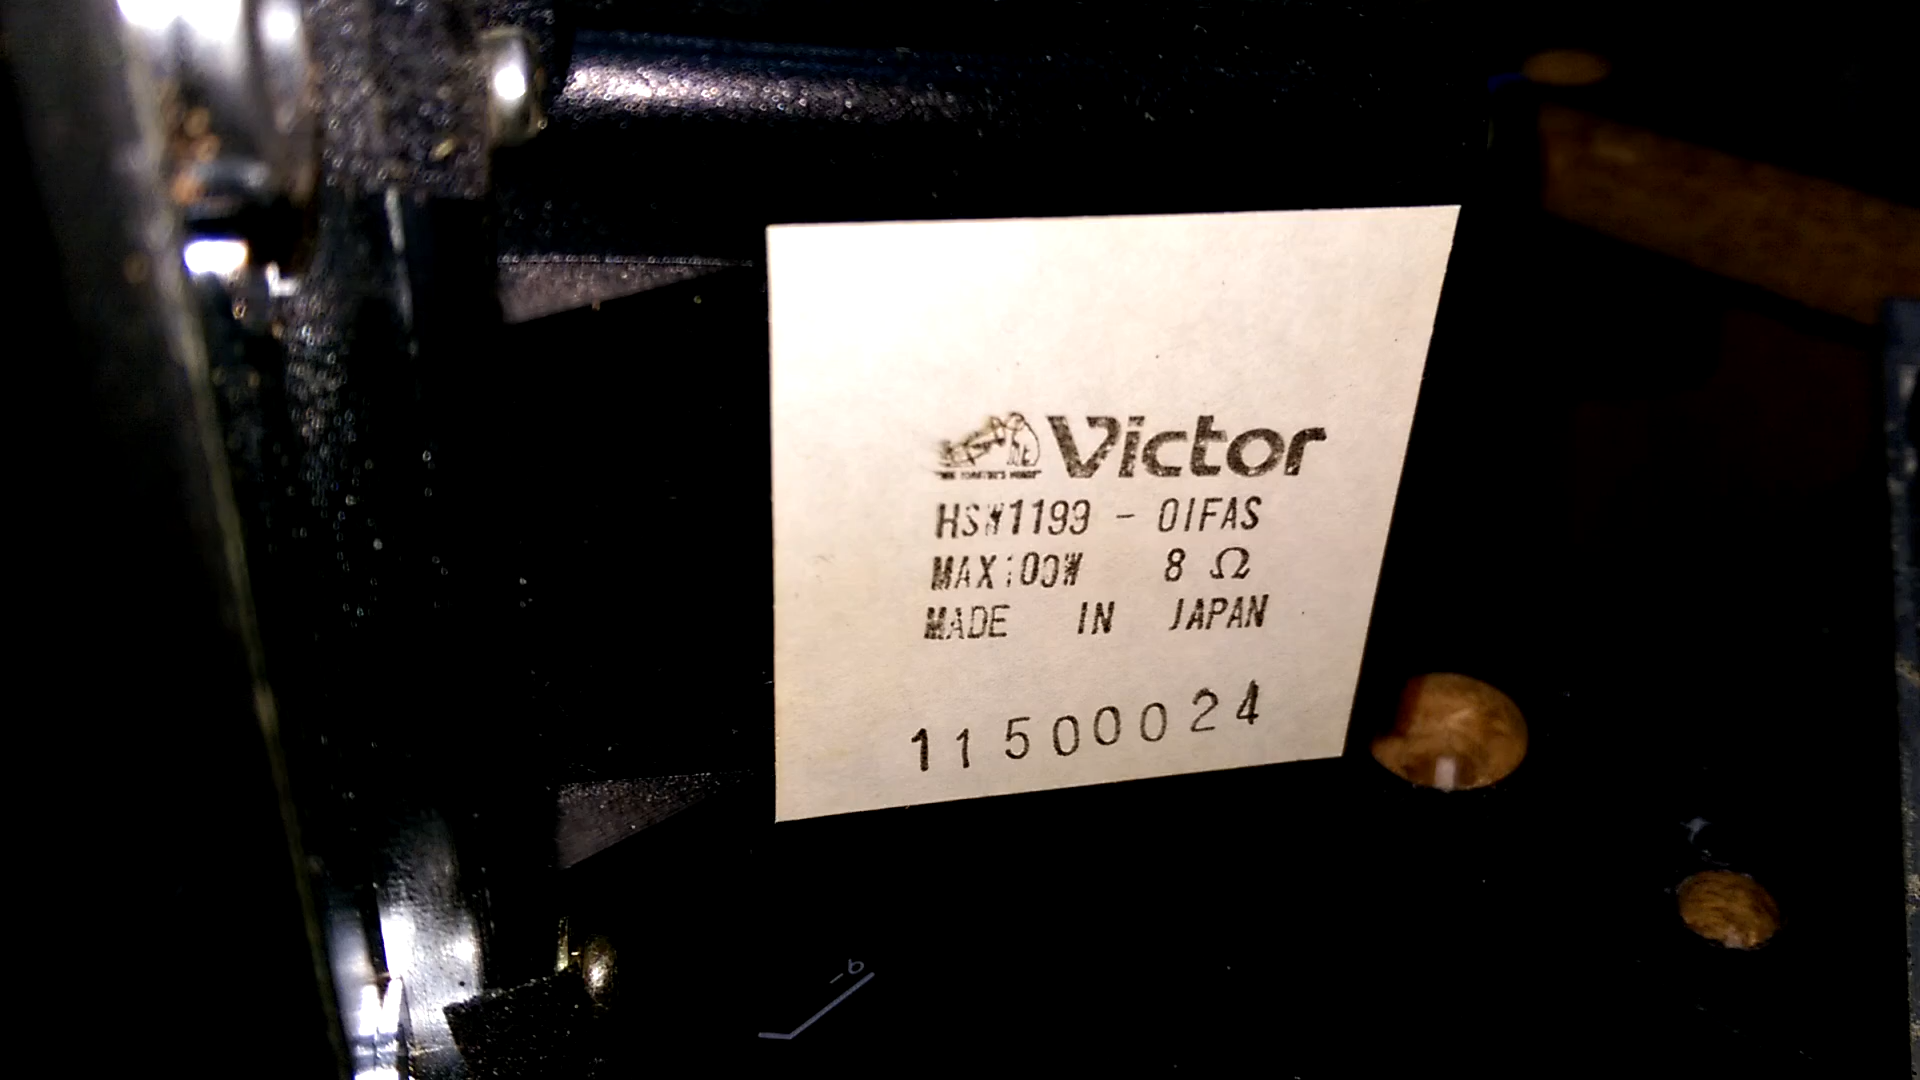 Victor
HSW1199 - 01FAS
MAX100W 8 Ω
MADE IN JAPAN
11500024